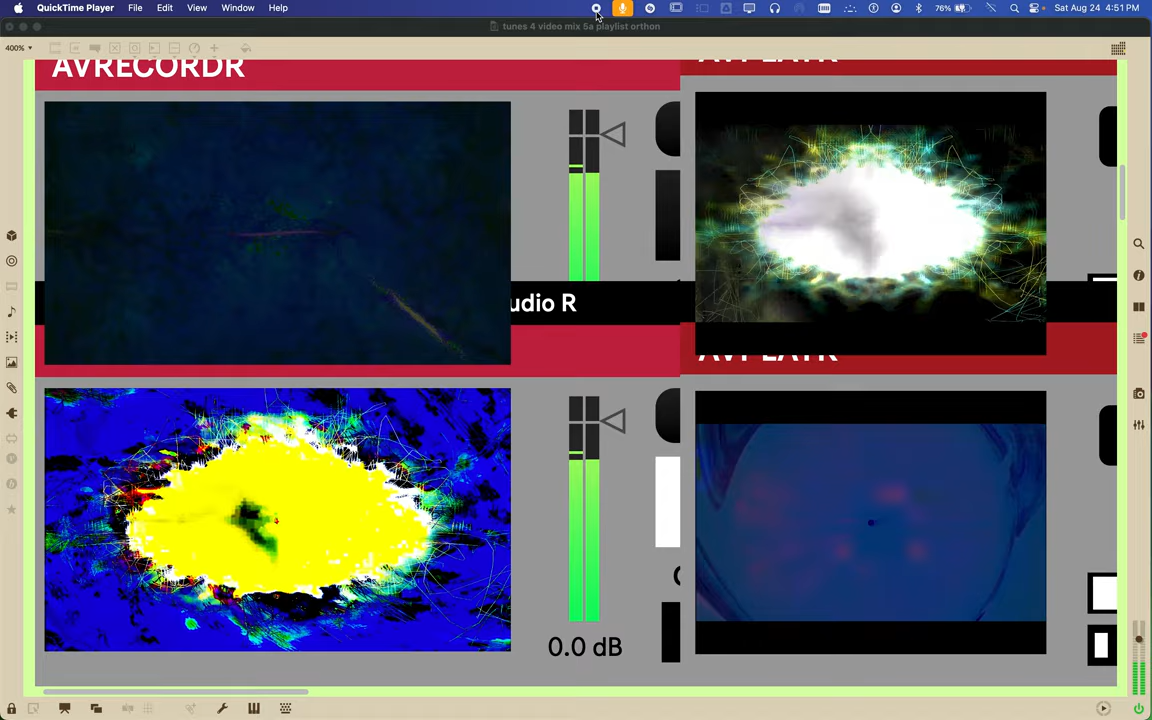 QuickTime Player File Edit View Window Help 76% Sat Aug 24 4:51 PM
tunes 4 video mix 5a playlist orthon
400%
AVRECORDR
udio R
AVPLAYR
0.0 dB